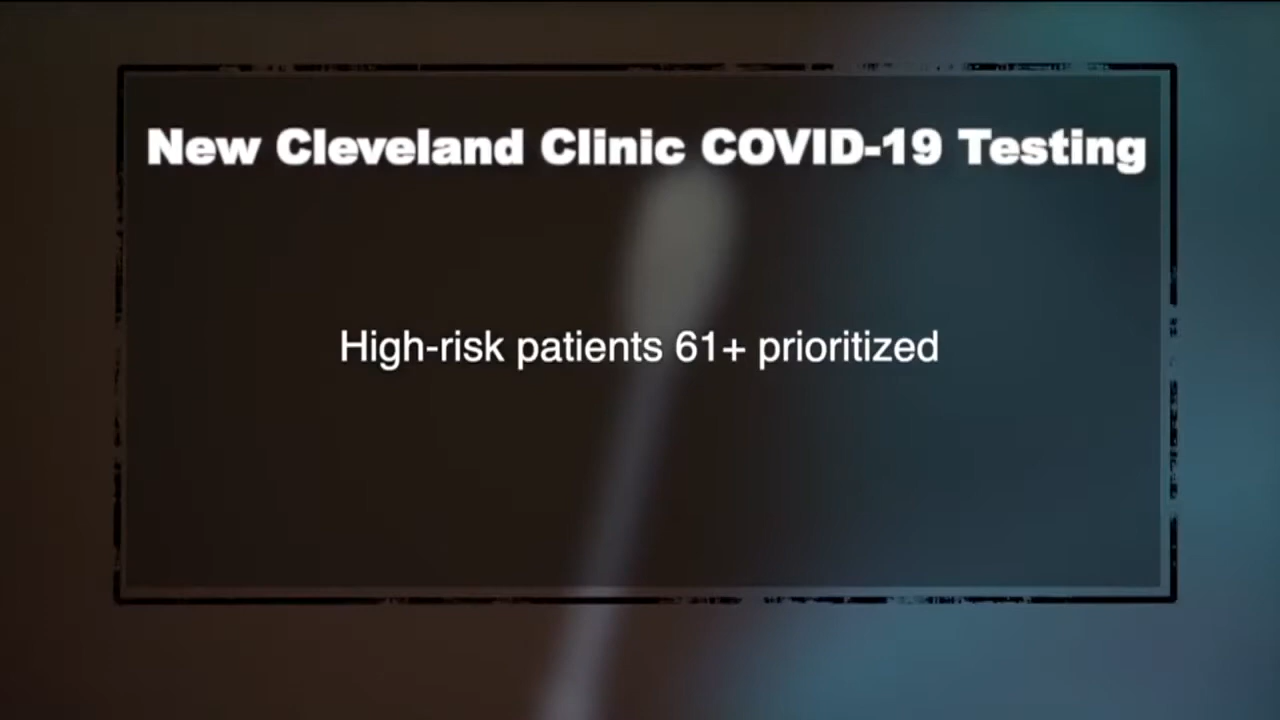 New Cleveland Clinic COVID-19 Testing
High-risk patients 61+ prioritized